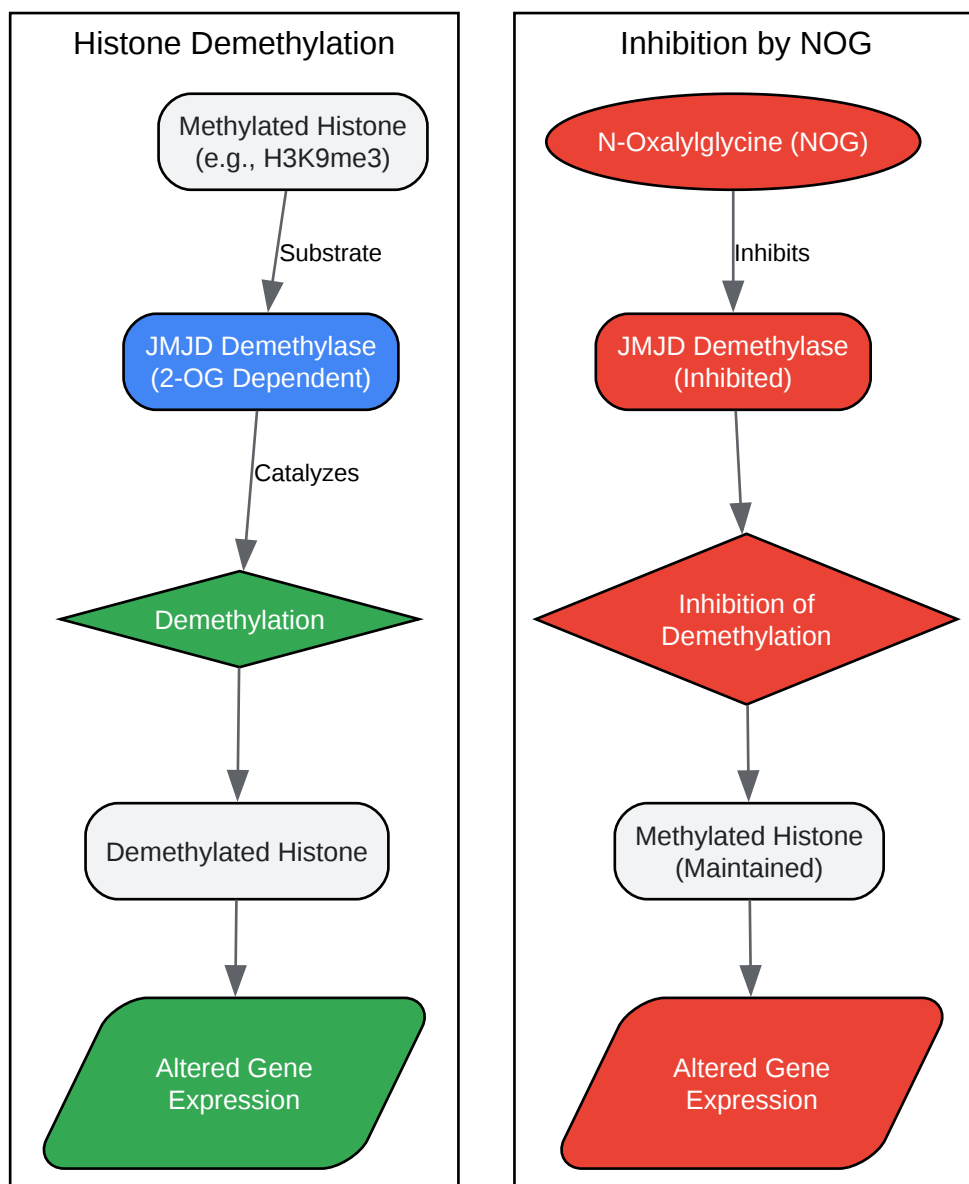 Histone Demethylation
Methylated Histone
(e.g., H3K9me3)
Substrate
JMJD Demethylase
(2-OG Dependent)
Catalyzes
Demethylation
Demethylated Histone
Altered Gene
Expression
Inhibition by NOG
N-Oxalylglycine (NOG)
Inhibits
JMJD Demethylase
(Inhibited)
Inhibition of
Demethylation
Methylated Histone
(Maintained)
Altered Gene
Expression